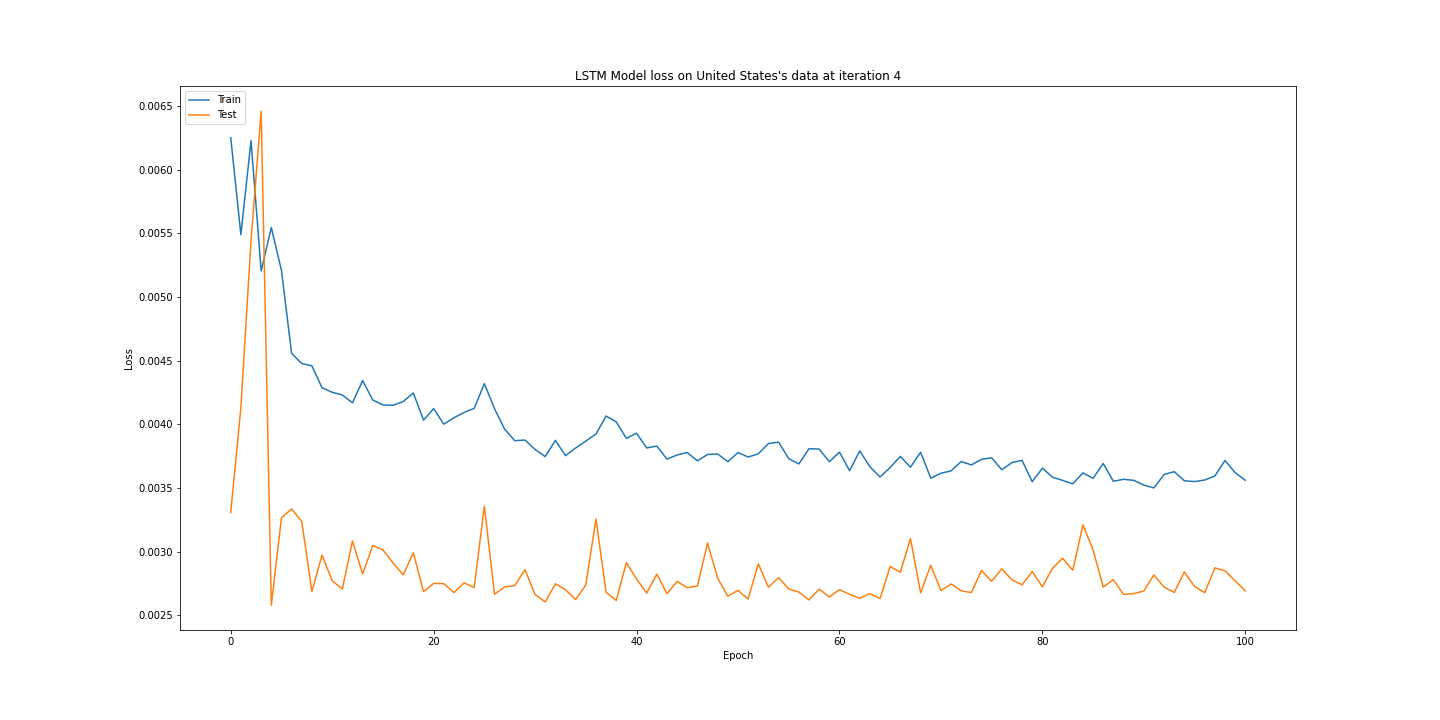 LSTM Model loss on United States's data at iteration 4
Train
Test
0.0065
0.0060
0.0055
0.0050
0.0045
0.0040
0.0035
0.0030
0.0025
Loss
0 20 40 60 80 100
Epoch